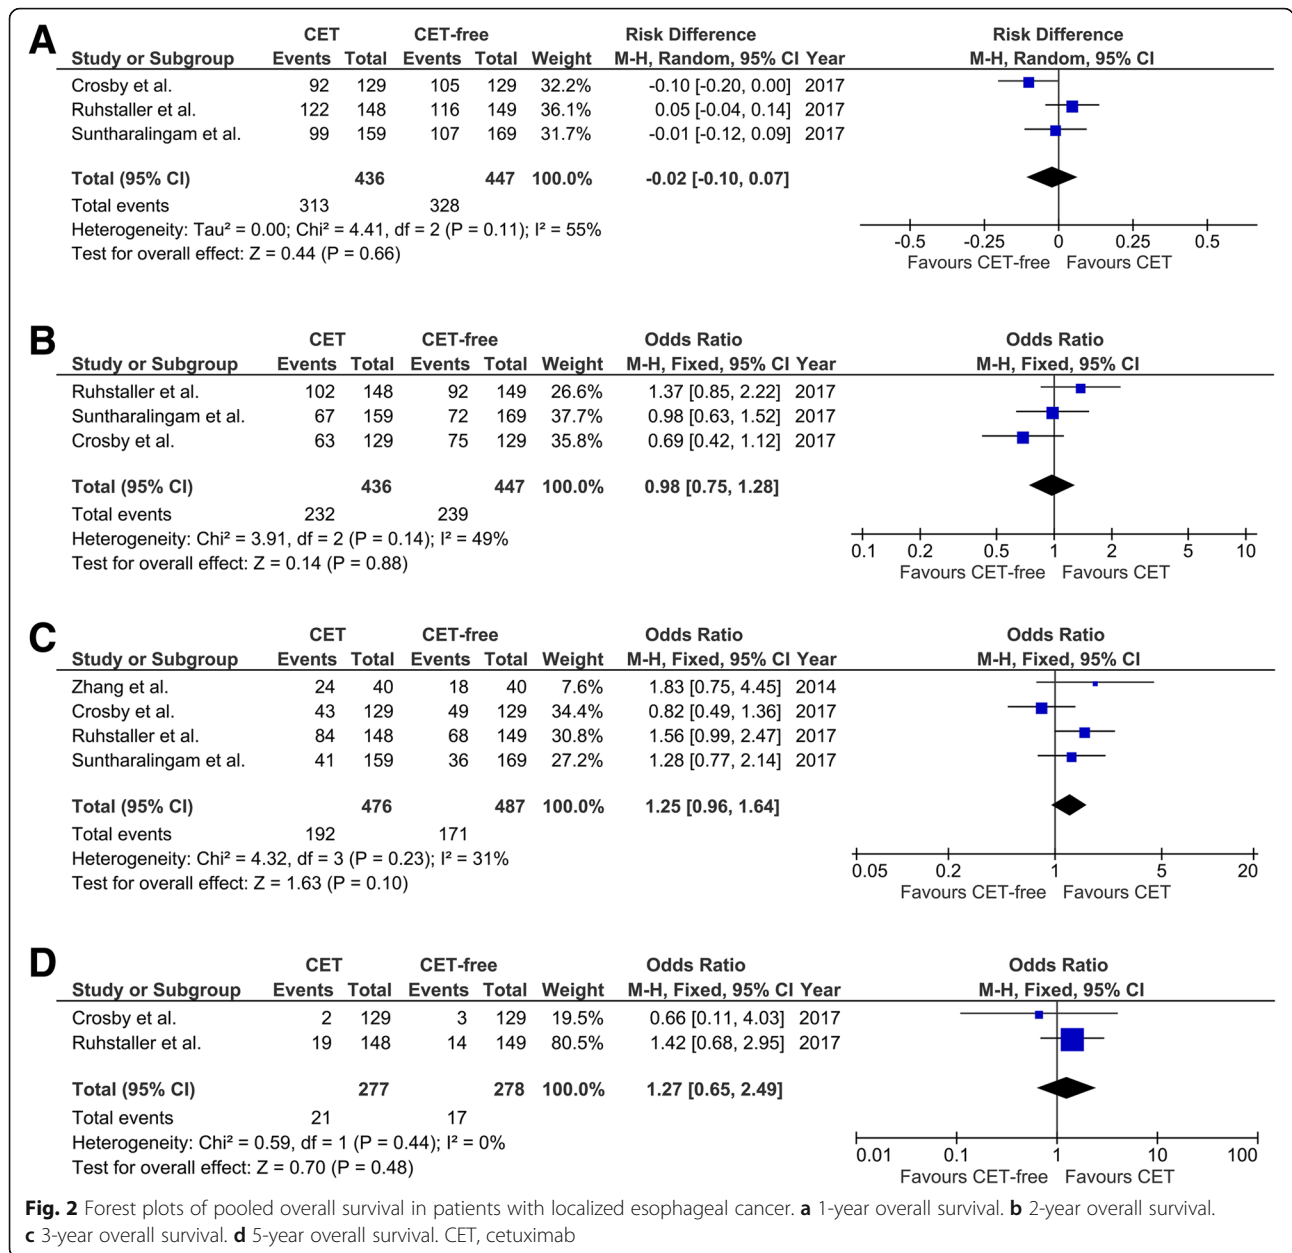 A
CET CET-free Risk Difference Risk Difference
Study or Subgroup Events Total Events Total Weight M-H, Random, 95% CI Year M-H, Random, 95% CI
Crosby et al. 92 129 105 129 32.2% -0.10 [-0.20, 0.00] 2017
Ruhstaller et al. 122 148 116 149 36.1% 0.05 [-0.04, 0.14] 2017
Suntharalingam et al. 99 159 107 169 31.7% -0.01 [-0.12, 0.09] 2017
Total (95% CI) 436 447 100.0% -0.02 [-0.10, 0.07]
Total events 313 328
Heterogeneity: Tau² = 0.00; Chi² = 4.41, df = 2 (P = 0.11); I² = 55%
Test for overall effect: Z = 0.44 (P = 0.66)
-0.5 -0.25 0 0.25 0.5
Favours CET-free Favours CET
B
CET CET-free Odds Ratio Odds Ratio
Study or Subgroup Events Total Events Total Weight M-H, Fixed, 95% CI Year M-H, Fixed, 95% CI
Ruhstaller et al. 102 148 92 149 26.6% 1.37 [0.85, 2.22] 2017
Suntharalingam et al. 67 159 72 169 37.7% 0.98 [0.63, 1.52] 2017
Crosby et al. 63 129 75 129 35.8% 0.69 [0.42, 1.12] 2017
Total (95% CI) 436 447 100.0% 0.98 [0.75, 1.28]
Total events 232 239
Heterogeneity: Chi² = 3.91, df = 2 (P = 0.14); I² = 49%
Test for overall effect: Z = 0.14 (P = 0.88)
0.1 0.2 0.5 1 2 5 10
Favours CET-free Favours CET
C
CET CET-free Odds Ratio Odds Ratio
Study or Subgroup Events Total Events Total Weight M-H, Fixed, 95% CI Year M-H, Fixed, 95% CI
Zhang et al. 24 40 18 40 7.6% 1.83 [0.75, 4.45] 2014
Crosby et al. 43 129 49 129 34.4% 0.82 [0.49, 1.36] 2017
Ruhstaller et al. 84 148 68 149 30.8% 1.56 [0.99, 2.47] 2017
Suntharalingam et al. 41 159 36 169 27.2% 1.28 [0.77, 2.14] 2017
Total (95% CI) 476 487 100.0% 1.25 [0.96, 1.64]
Total events 192 171
Heterogeneity: Chi² = 4.32, df = 3 (P = 0.23); I² = 31%
Test for overall effect: Z = 1.63 (P = 0.10)
0.05 0.2 1 5 20
Favours CET-free Favours CET
D
CET CET-free Odds Ratio Odds Ratio
Study or Subgroup Events Total Events Total Weight M-H, Fixed, 95% CI Year M-H, Fixed, 95% CI
Crosby et al. 2 129 3 129 19.5% 0.66 [0.11, 4.03] 2017
Ruhstaller et al. 19 148 14 149 80.5% 1.42 [0.68, 2.95] 2017
Total (95% CI) 277 278 100.0% 1.27 [0.65, 2.49]
Total events 21 17
Heterogeneity: Chi² = 0.59, df = 1 (P = 0.44); I² = 0%
Test for overall effect: Z = 0.70 (P = 0.48)
0.01 0.1 1 10 100
Favours CET-free Favours CET
Fig. 2 Forest plots of pooled overall survival in patients with localized esophageal cancer. a 1-year overall survival. b 2-year overall survival.
c 3-year overall survival. d 5-year overall survival. CET, cetuximab